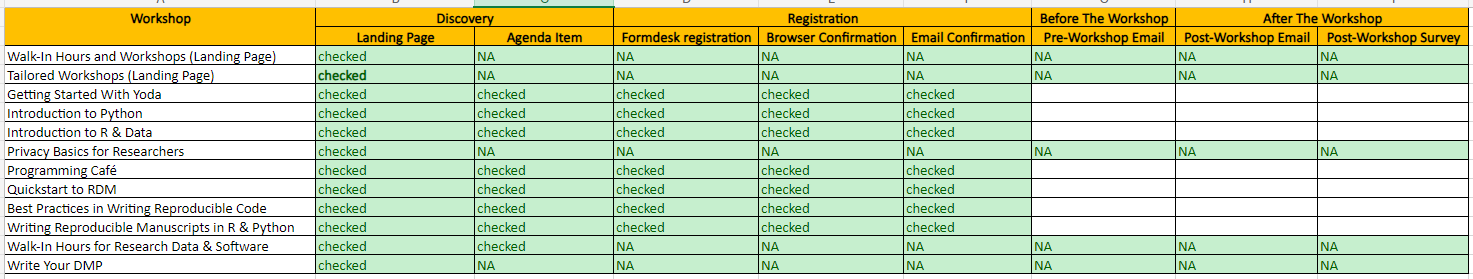 Workshop Discovery Registration Before The Workshop After The Workshop
Landing Page Agenda Item Formdesk registration Browser Confirmation Email Confirmation Pre-Workshop Email Post-Workshop Email Post-Workshop Survey
Walk-In Hours and Workshops (Landing Page) checked NA NA NA NA NA NA NA
Tailored Workshops (Landing Page) checked NA NA NA NA NA NA NA
Getting Started With Yoda checked checked checked checked checked
Introduction to Python checked checked checked checked checked
Introduction to R & Data checked checked checked checked checked
Privacy Basics for Researchers checked NA NA NA NA NA NA NA
Programming Café checked checked checked checked checked
Quickstart to RDM checked checked checked checked checked
Best Practices in Writing Reproducible Code checked checked checked checked checked
Writing Reproducible Manuscripts in R & Python checked checked checked checked checked
Walk-In Hours for Research Data & Software checked checked NA NA NA NA NA NA
Write Your DMP checked NA NA NA NA NA NA NA